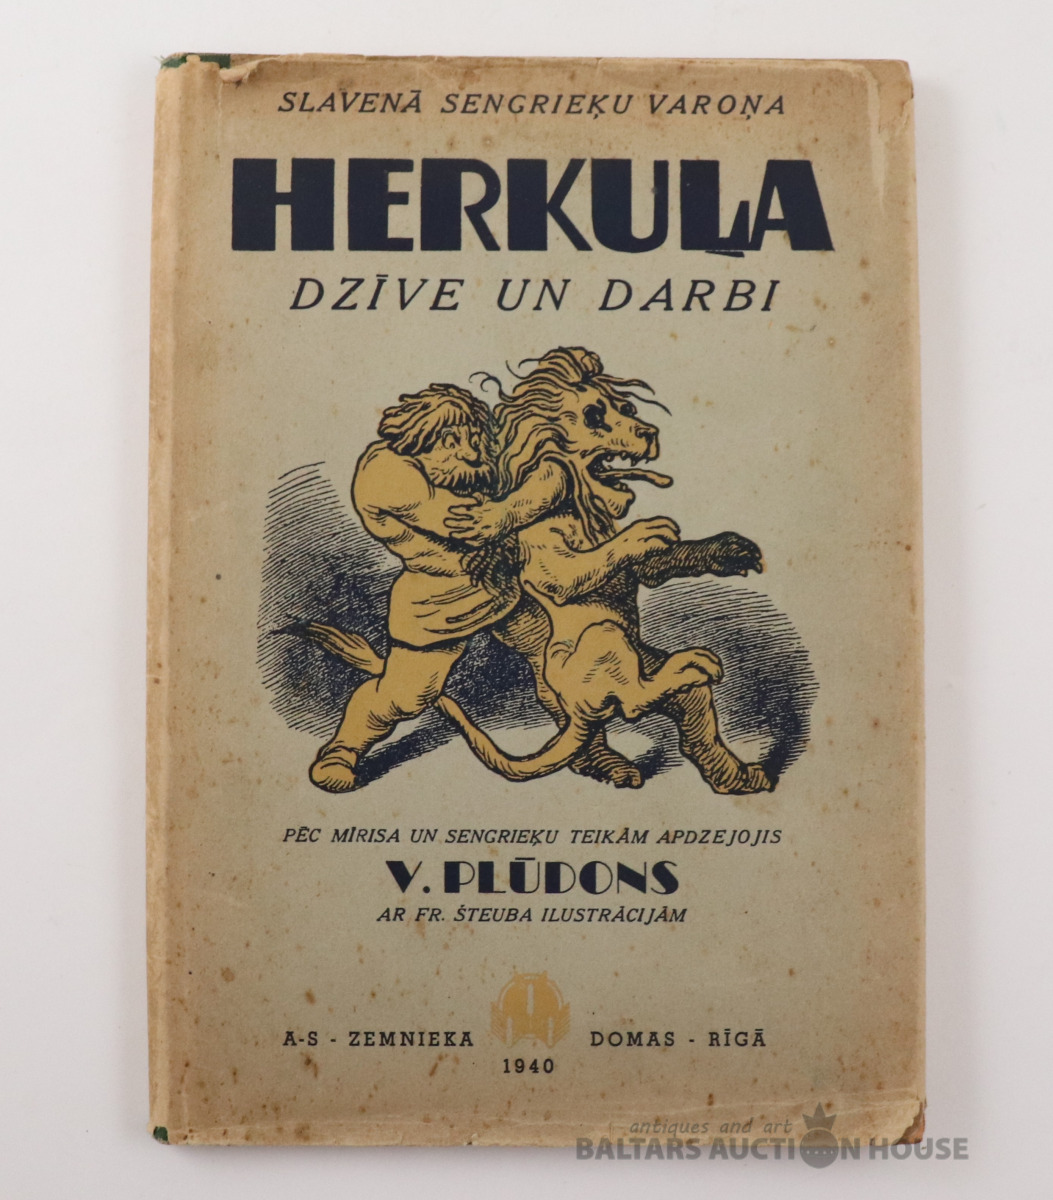 SLAVENĀ SENGRIEĶU VAROŅA
HERKUĻA
DZĪVE UN DARBI
PĒC MĪRISA UN SENGRIEĶU TEIKĀM APDZEJOJIS
V. PLŪDONS
AR FR. ŠTEUBA ILUSTRĀCIJĀM
A-S - ZEMNIEKA DOMAS - RĪGĀ
1940
antiques and art
BALTARS AUCTION HOUSE